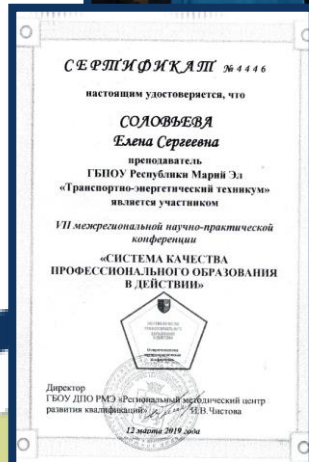 СЕРТИФИКАТ № 4446
настоящим удостоверяется, что
СОЛОВЬЕВА
Елена Сергеевна
преподаватель
ГБПОУ Республики Марий Эл
«Транспортно-энергетический техникум»
является участником
VII межрегиональной научно-практической
конференции
«СИСТЕМА КАЧЕСТВА
ПРОФЕССИОНАЛЬНОГО ОБРАЗОВАНИЯ
В ДЕЙСТВИИ»
Директор
ГБОУ ДПО РМЭ «Региональный методический центр
развития квалификаций» И.В.Чистова
12 марта 2019 года